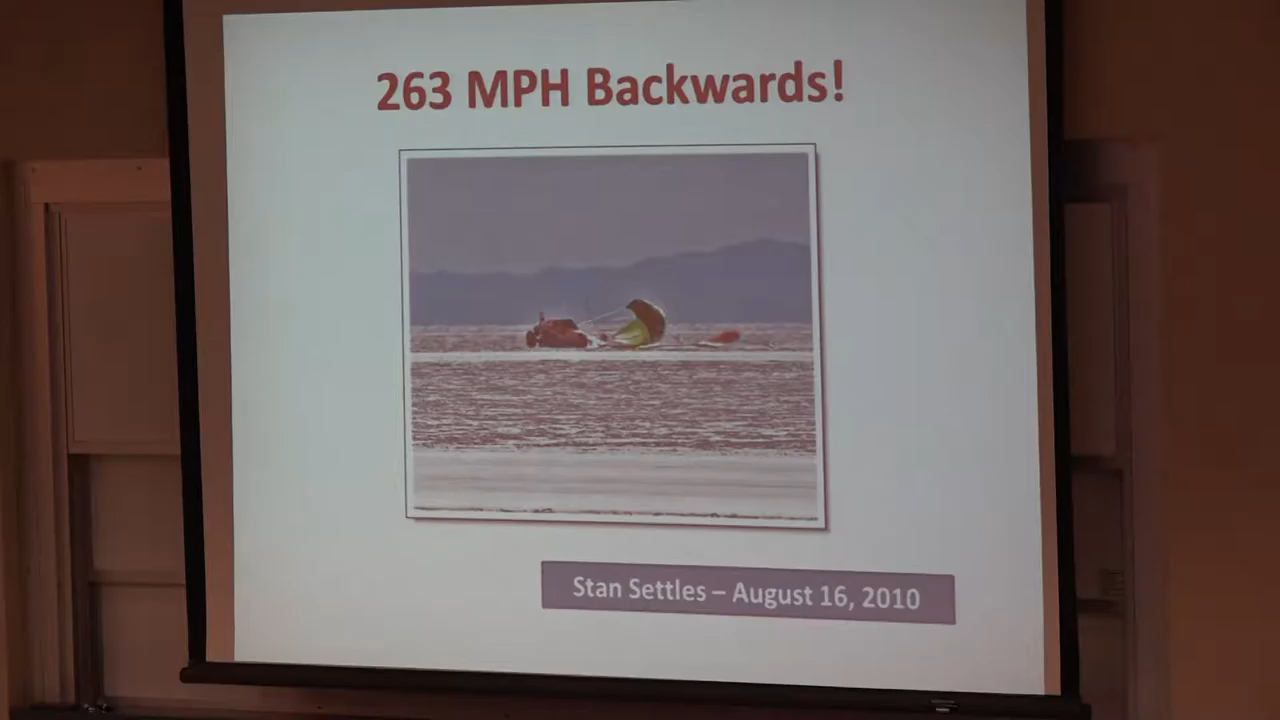 263 MPH Backwards!
Stan Settles – August 16, 2010